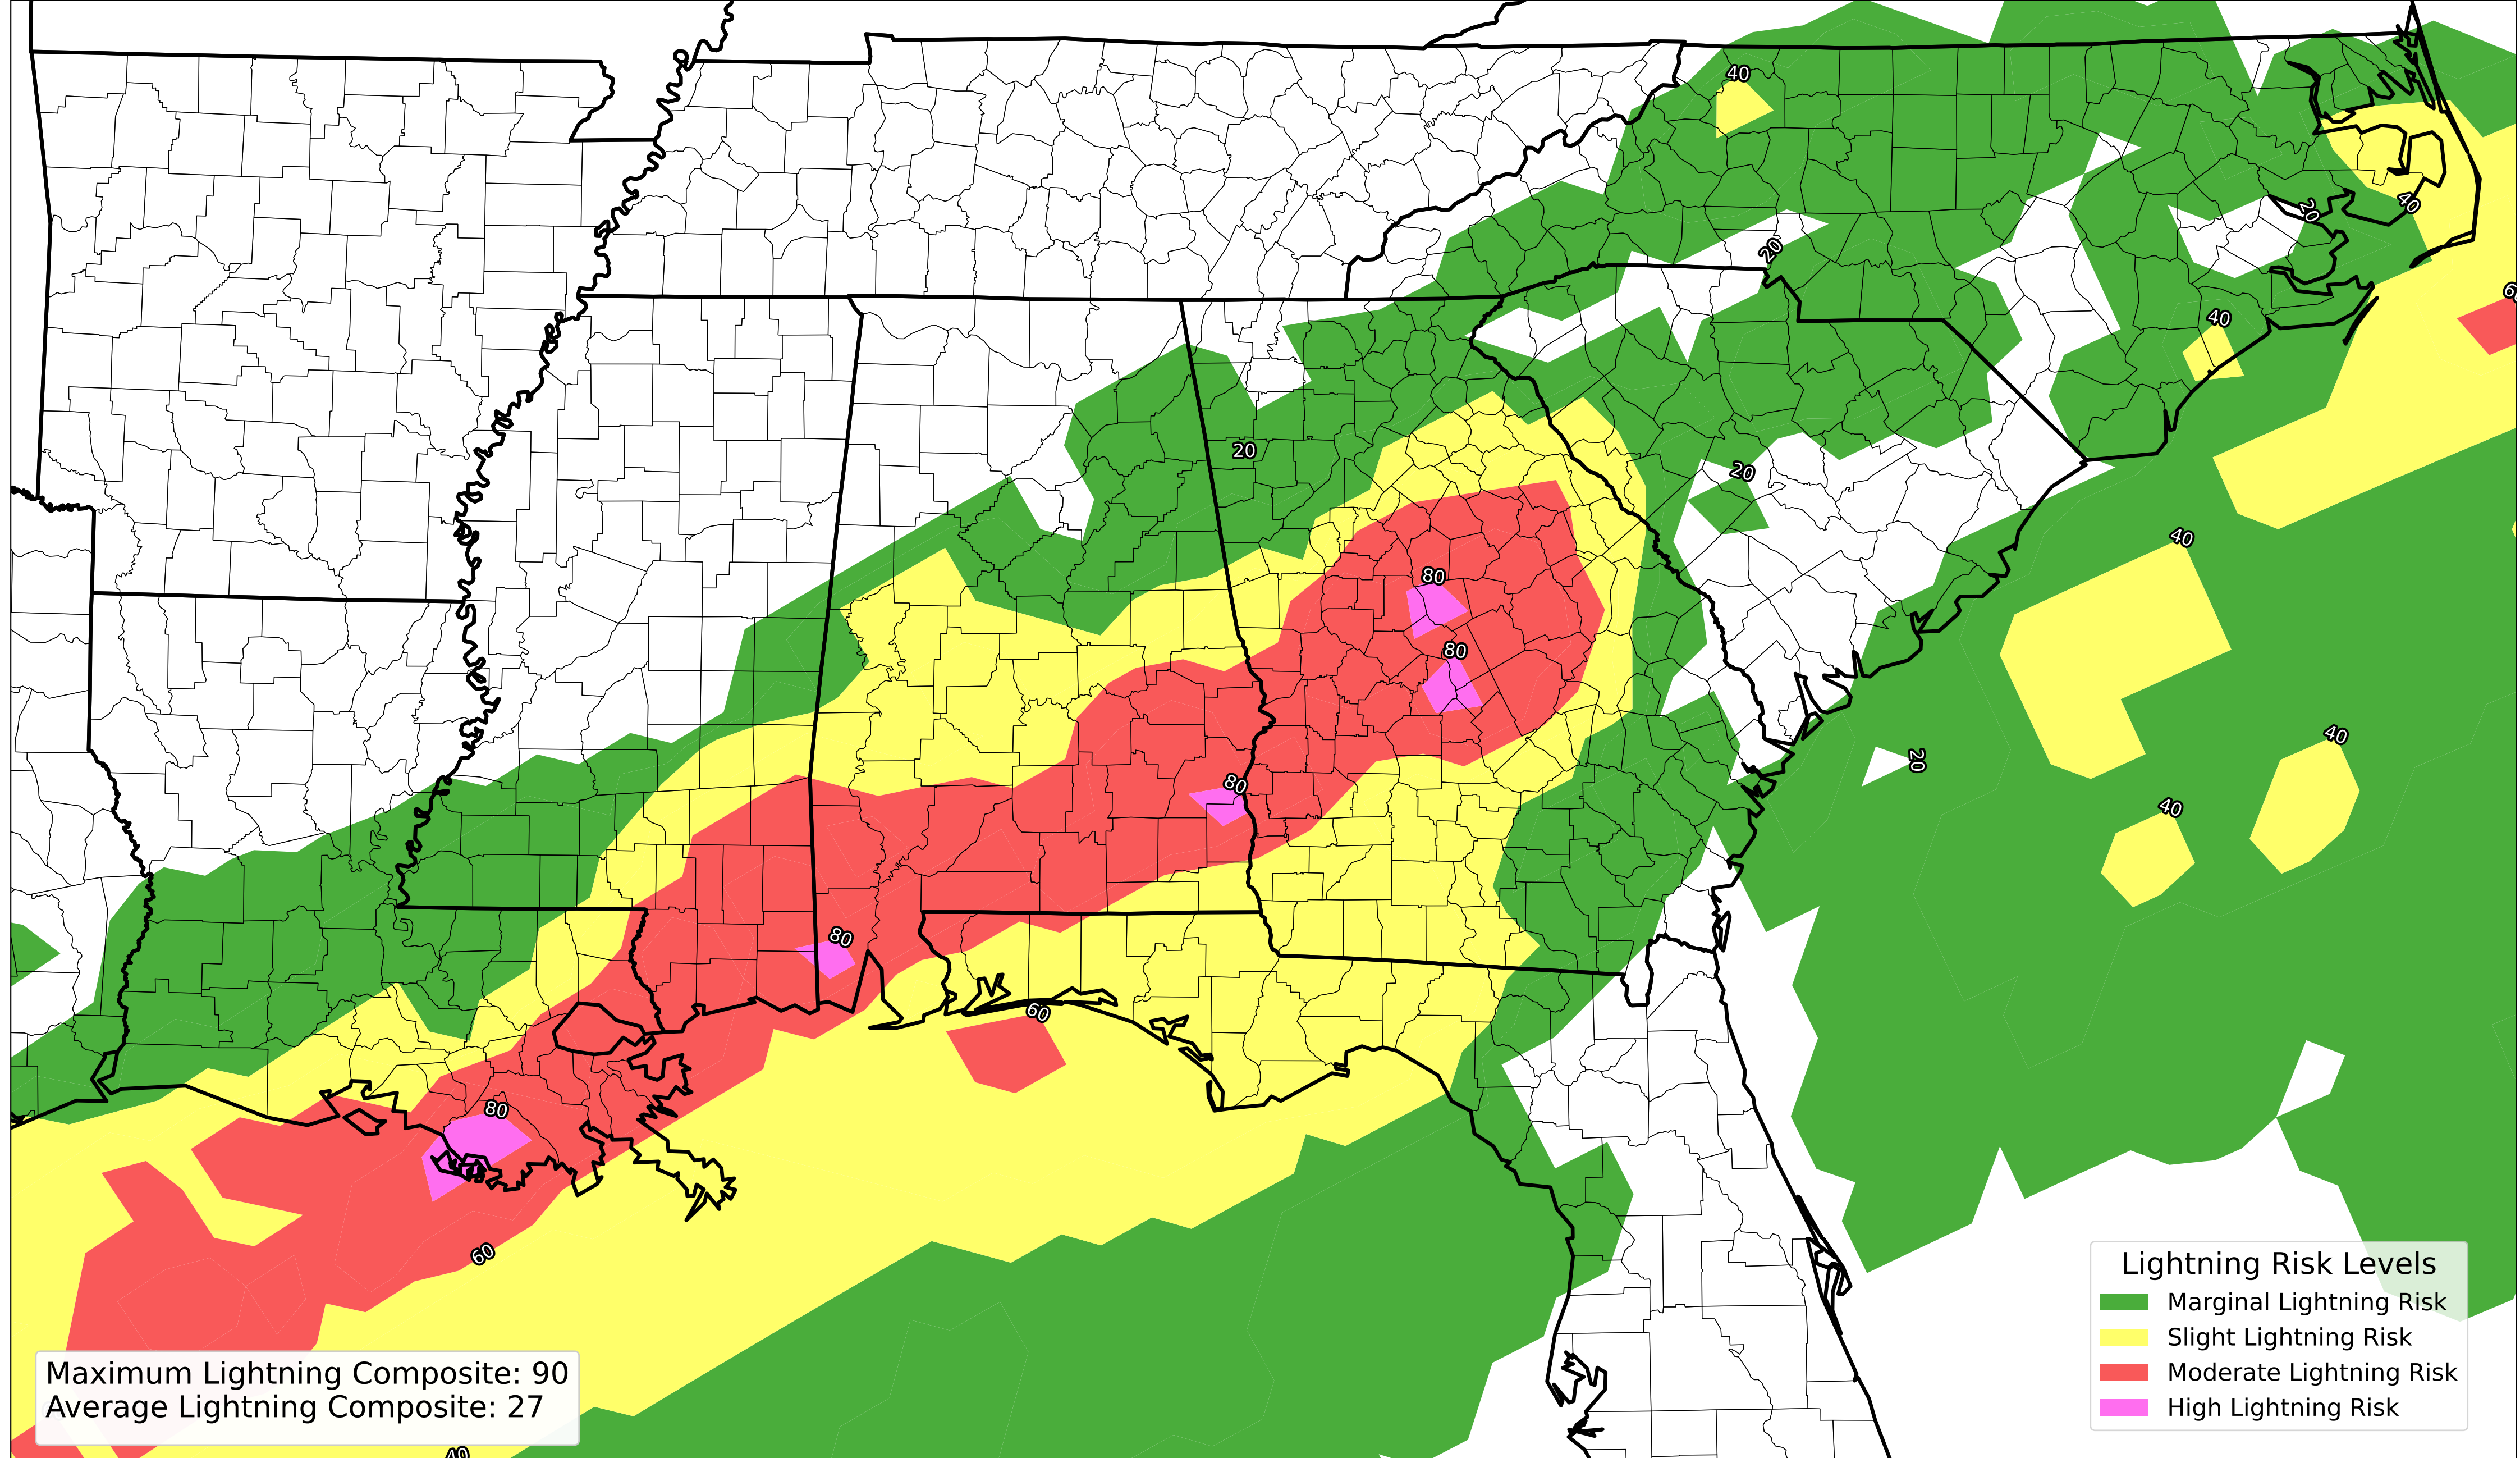 40
40
20
20
40
20
20
40
80
80
40
20
80
40
80
60
80
60
40
Lightning Risk Levels
Marginal Lightning Risk
Slight Lightning Risk
Moderate Lightning Risk
High Lightning Risk
Maximum Lightning Composite: 90
Average Lightning Composite: 27